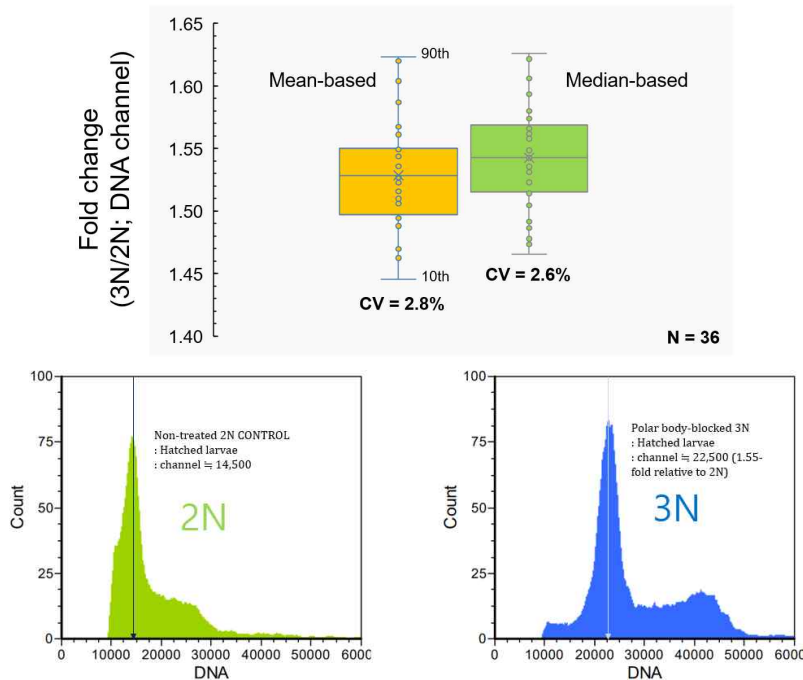 Fold change
(3N/2N; DNA channel)
1.65
1.60
1.55
1.50
1.45
1.40
Mean-based
90th
Median-based
10th
CV = 2.8%
CV = 2.6%
N = 36
100
75
50
25
0
Count
Non-treated 2N CONTROL
: Hatched larvae
: channel ≒ 14,500
2N
0 10000 20000 30000 40000 50000 6000
DNA
100
75
50
25
0
Count
Polar body-blocked 3N
: Hatched larvae
: channel ≒ 22,500 (1.55-
fold relative to 2N)
3N
0 10000 20000 30000 40000 50000 6000
DNA